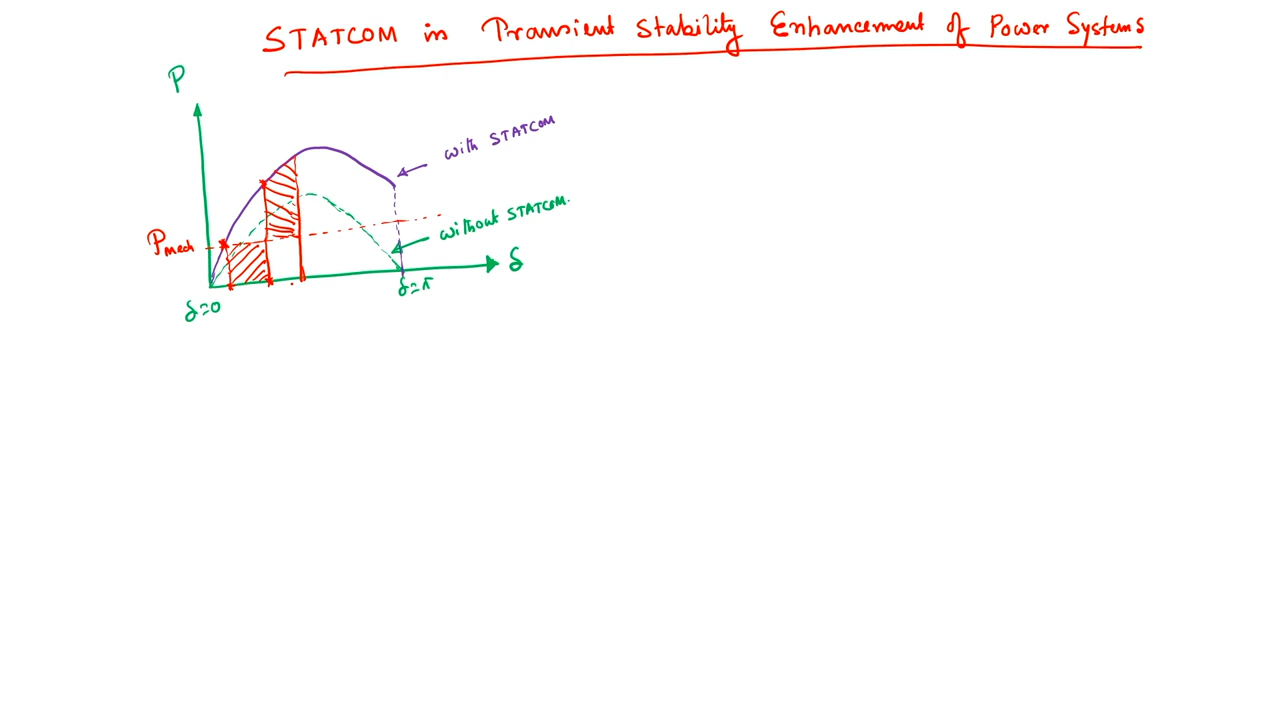 STATCOM in Transient Stability Enhancement of Power Systems
P
with STATCOM
without STATCOM.
Pmech
δ
δ=0
δ=π